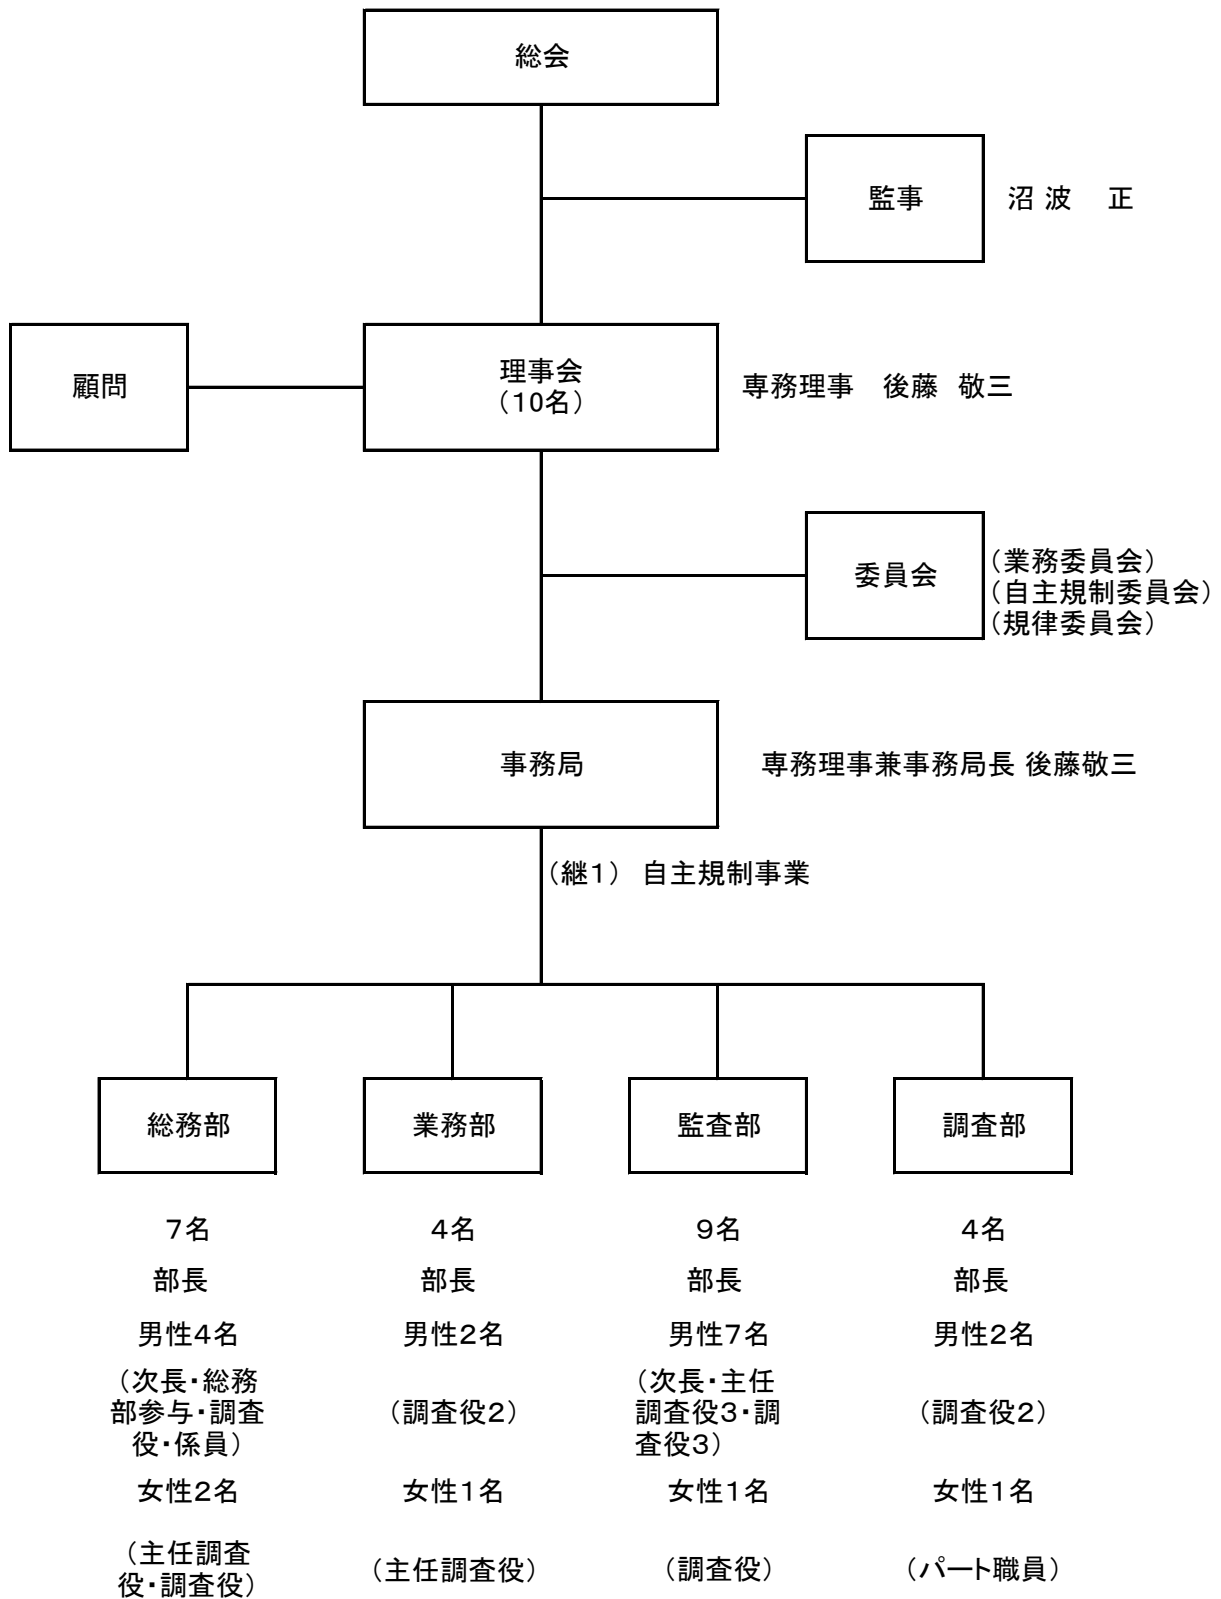 総会
監事
沼 波　正
顧問
理事会
（１０名）
専務理事　後藤　敬三
委員会
（業務委員会）
（自主規制委員会）
（規律委員会）
事務局
専務理事兼事務局長 後藤敬三
（継１）　自主規制事業
総務部
業務部
監査部
調査部
７名
４名
９名
４名
部長
部長
部長
部長
男性４名
男性２名
男性７名
男性２名
（次長・総務
部参与・調査
役・係員）
（調査役２）
（次長・主任
調査役３・調
査役３）
（調査役２）
女性２名
女性１名
女性１名
女性１名
（主任調査
役・調査役）
（主任調査役）
（調査役）
（パート職員）